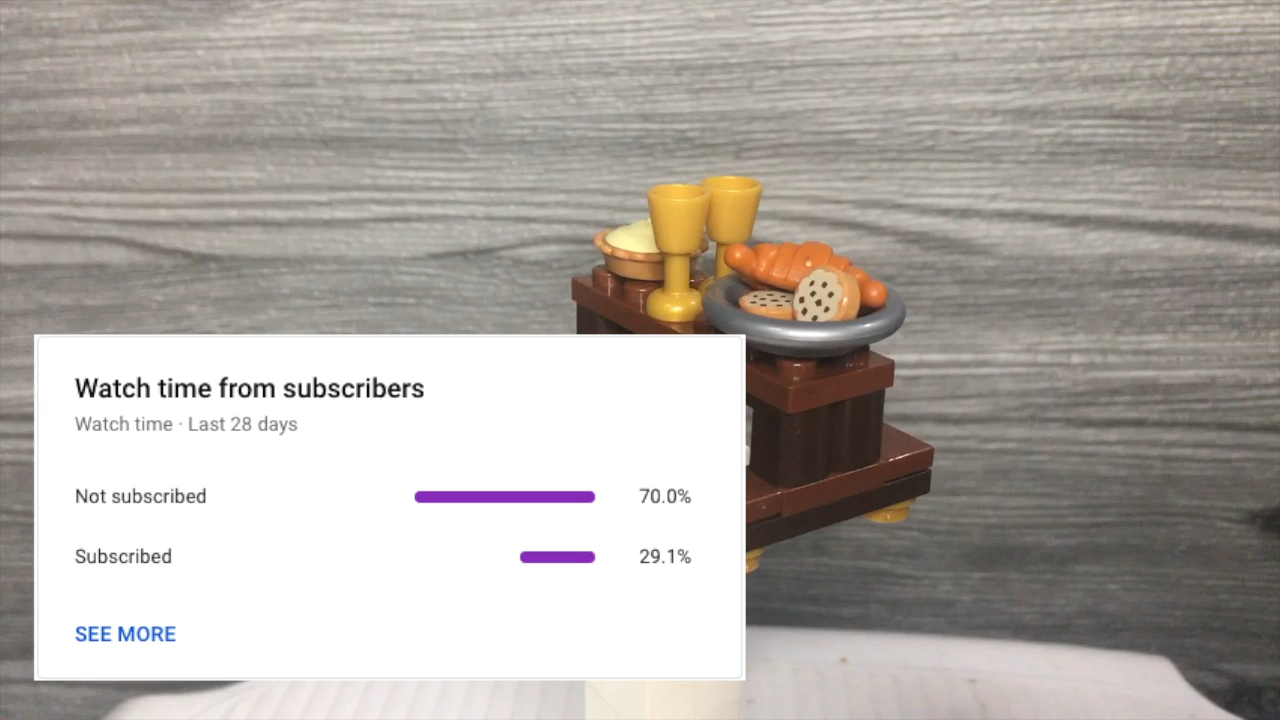 Watch time from subscribers
Watch time · Last 28 days
Not subscribed 70.0%
Subscribed 29.1%
SEE MORE